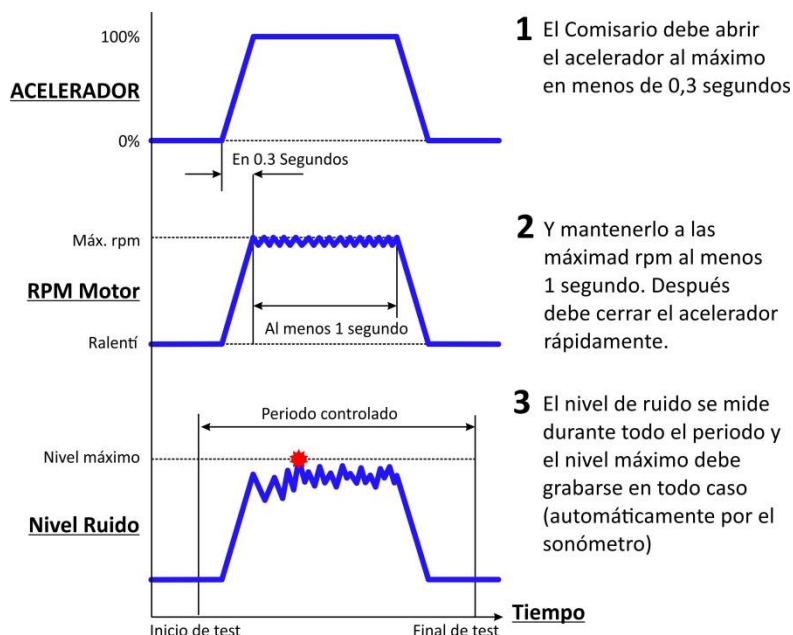 100%
ACELERADOR
0%
En 0.3 Segundos
1 El Comisario debe abrir
el acelerador al máximo
en menos de 0,3 segundos
Máx. rpm
RPM Motor
Al menos 1 segundo
Ralentí
2 Y mantenerlo a las
máximad rpm al menos
1 segundo. Después
debe cerrar el acelerador
rápidamente.
Periodo controlado
Nivel máximo
Nivel Ruido
3 El nivel de ruido se mide
durante todo el periodo y
el nivel máximo debe
grabarse en todo caso
(automáticamente por el
sonómetro)
Tiempo
Inicio de test
Final de test